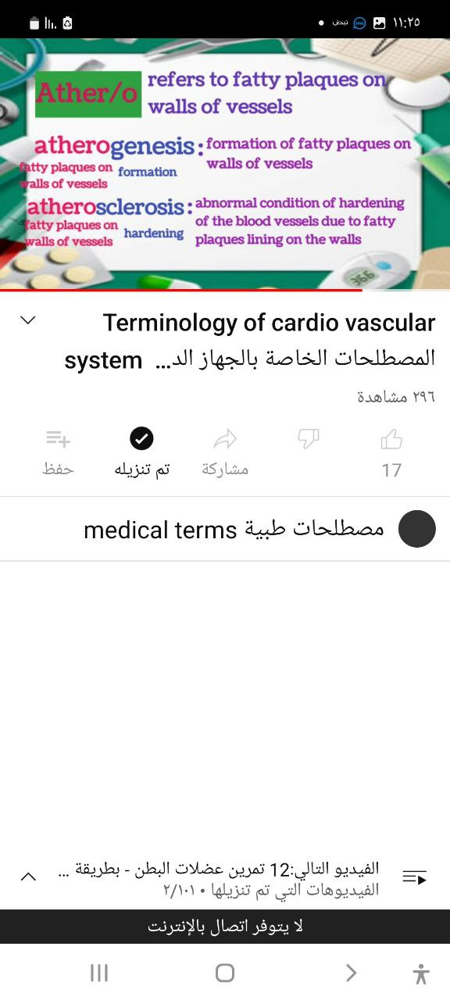 ١١:٢٥
نبض
Ather/o
refers to fatty plaques on
walls of vessels
atherogenesis:
formation of fatty plaques on
walls of vessels
fatty plaques on
walls of vessels
formation
atherosclerosis:
abnormal condition of hardening
of the blood vessels due to fatty
plaques lining on the walls
fatty plaques on
walls of vessels
hardening
366
Terminology of cardio vascular
system المصطلحات الخاصة بالجهاز الد...
٢٩٦ مشاهدة
17
مشاركة
تم تنزيله
حفظ
مصطلحات طبية medical terms
الفيديو التالي:12 تمرين عضلات البطن - بطريقة ...
الفيديوهات التي تم تنزيلها • ٢/١٠١
لا يتوفر اتصال بالإنترنت